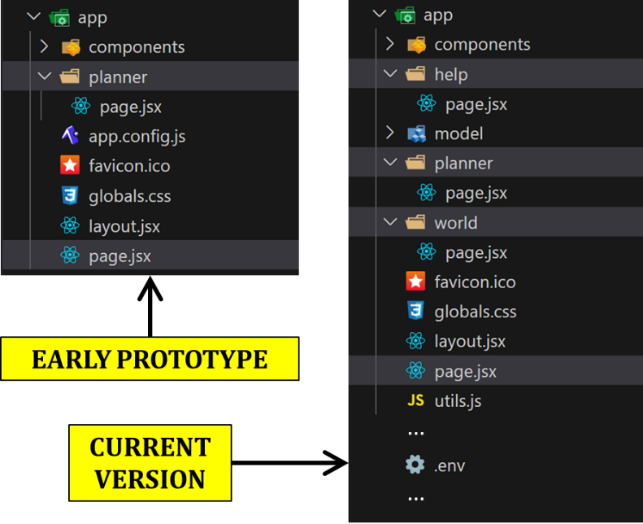 app
components
planner
page.jsx
app.config.js
favicon.ico
globals.css
layout.jsx
page.jsx
EARLY PROTOTYPE
CURRENT
VERSION
app
components
help
page.jsx
model
planner
page.jsx
world
page.jsx
favicon.ico
globals.css
layout.jsx
page.jsx
JS utils.js
...
.env
...